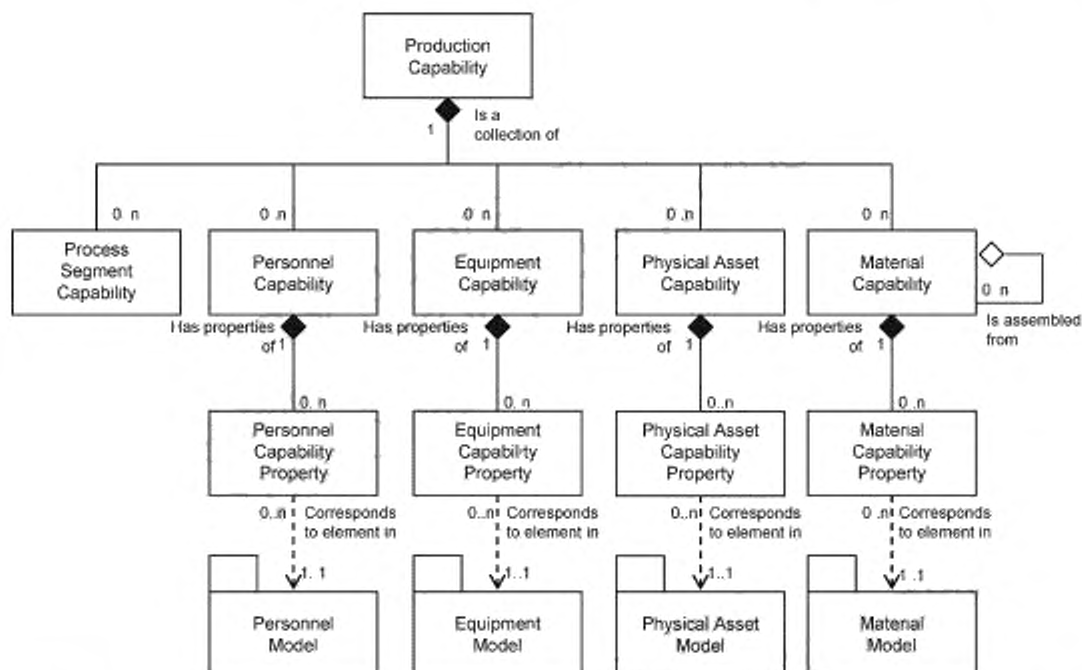 Production
Capability
1
Is a
collection of
0 n
0 .n
0 n
0 .n
0 n
Process
Segment
Capability
Personnel
Capability
Equipment
Capability
Physical Asset
Capability
Material
Capability
0 n
Is assembled
from
Has properties
of 1
Has properties
of 1
Has properties
of 1
Has properties
of 1
0. n
0. n
0..n
0 .n
Personnel
Capability
Property
Equipment
Capability
Property
Physical Asset
Capability
Property
Material
Capability
Property
0..n Corresponds
to element in
0..n Corresponds
to element in
0..n Corresponds
to element in
0 .n Corresponds
to element in
1. 1
1..1
1..1
1 .1
Personnel
Model
Equipment
Model
Physical Asset
Model
Material
Model